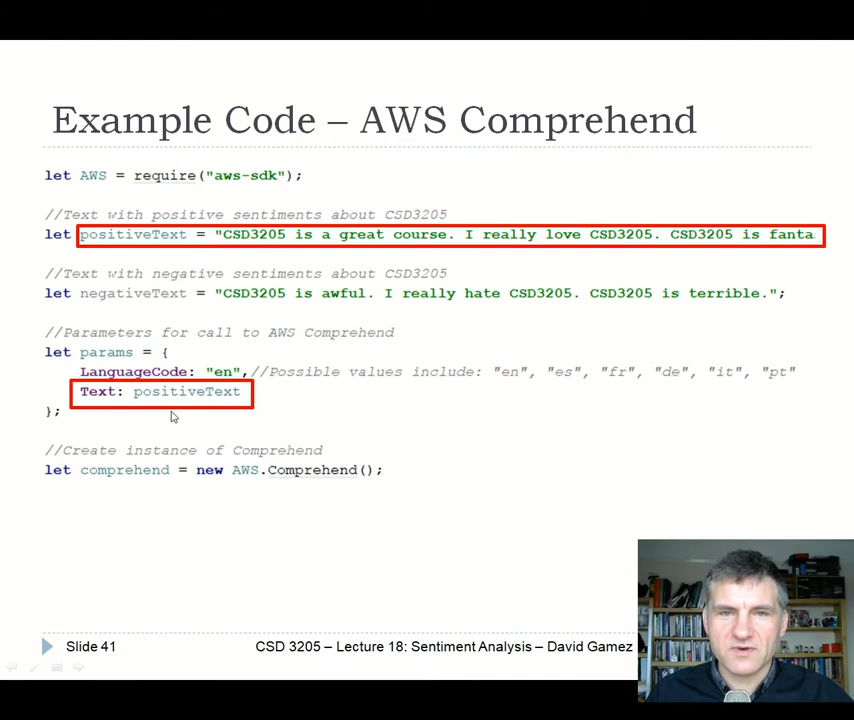 Example Code – AWS Comprehend
let AWS = require("aws-sdk");
//Text with positive sentiments about CSD3205
let positiveText = "CSD3205 is a great course. I really love CSD3205. CSD3205 is fanta
//Text with negative sentiments about CSD3205
let negativeText = "CSD3205 is awful. I really hate CSD3205. CSD3205 is terrible.";
//Parameters for call to AWS Comprehend
let params = {
LanguageCode: "en",//Possible values include: "en", "es", "fr", "de", "it", "pt"
Text: positiveText
};
//Create instance of Comprehend
let comprehend = new AWS.Comprehend();
Slide 41
CSD 3205 – Lecture 18: Sentiment Analysis – David Gamez